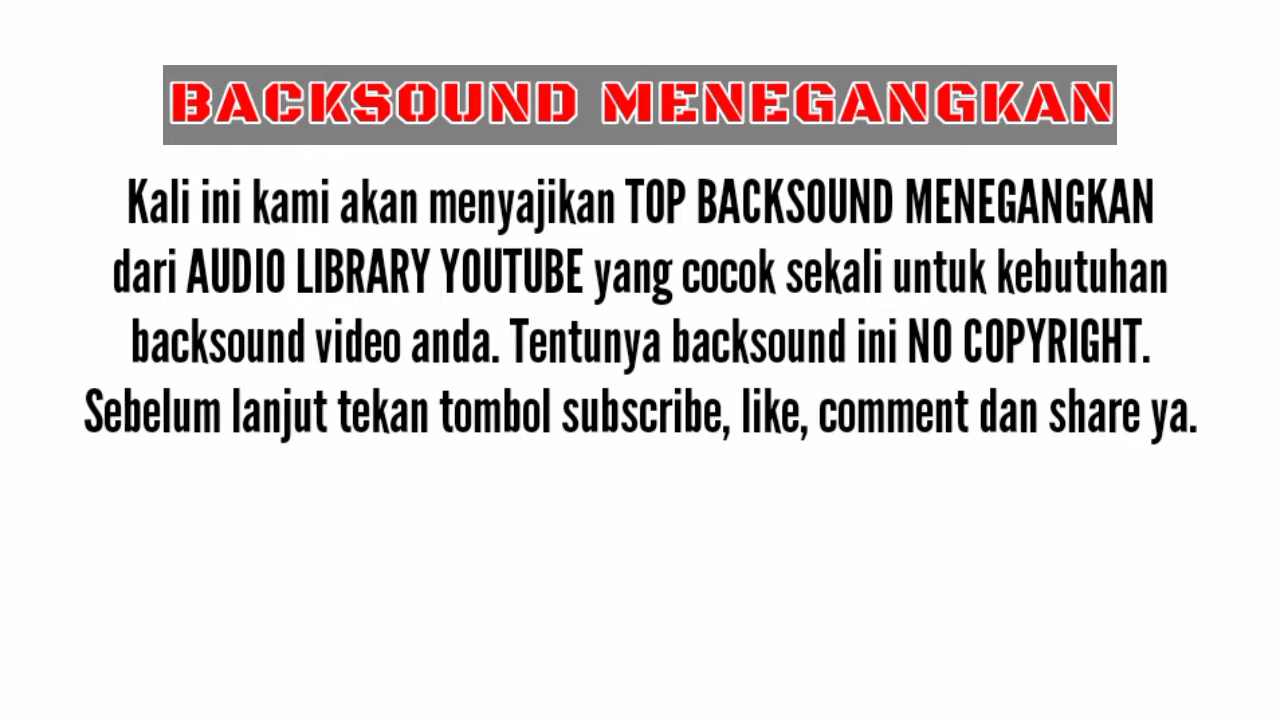 BACKSOUND MENEGANGKAN
Kali ini kami akan menyajikan TOP BACKSOUND MENEGANGKAN
dari AUDIO LIBRARY YOUTUBE yang cocok sekali untuk kebutuhan
backsound video anda. Tentunya backsound ini NO COPYRIGHT.
Sebelum lanjut tekan tombol subscribe, like, comment dan share ya.